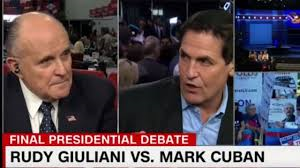 FINAL PRESIDENTIAL DEBATE
RUDY GIULIANI VS. MARK CUBAN